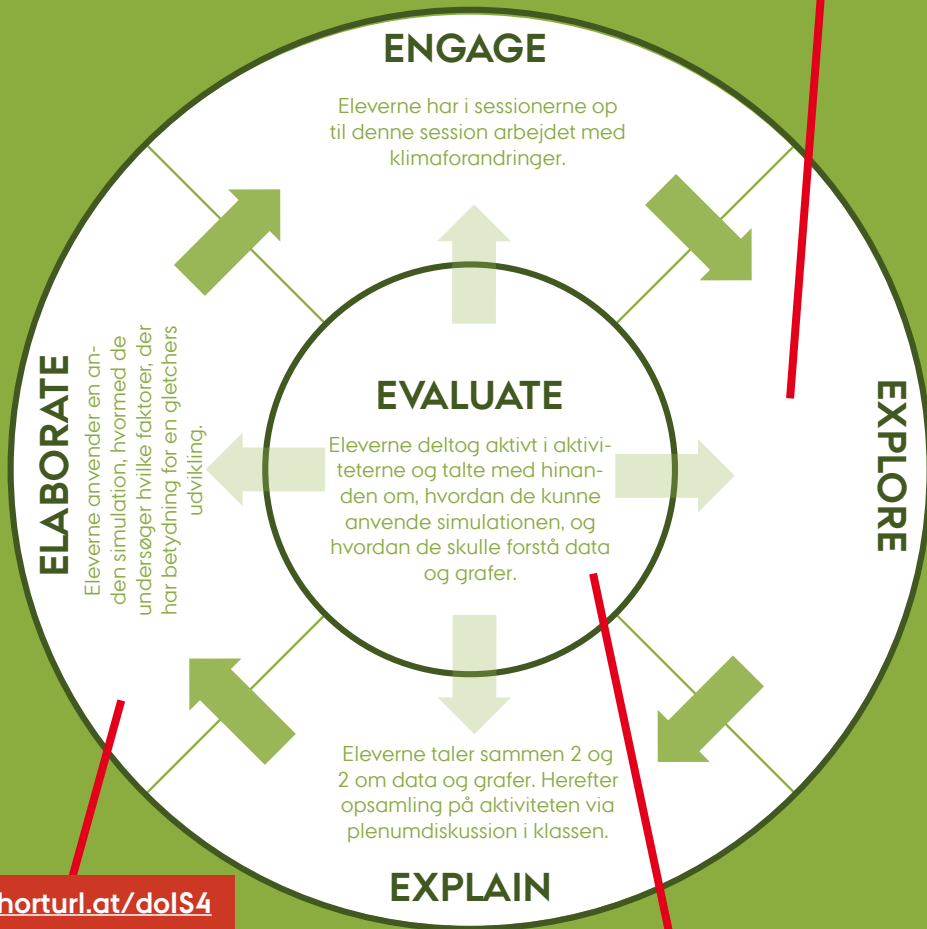 ENGAGE
Eleverne har i sessionerne op
til denne session arbejdet med
klimaforandringer.
EXPLORE
EVALUATE
Eleverne deltog aktivt i aktivi-
teterne og talte med hinan-
den om, hvordan de kunne
anvende simulationen, og
hvordan de skulle forstå data
og grafer.
ELABORATE
Eleverne anvender en an-
den simulation, hvormed de
undersøger hvilke faktorer, der
har betydning for en gletchers
udvikling.
Eleverne taler sammen 2 og
2 om data og grafer. Herefter
opsamling på aktiviteten via
plenumdiskussion i klassen.
EXPLAIN
horturl.at/dolS4